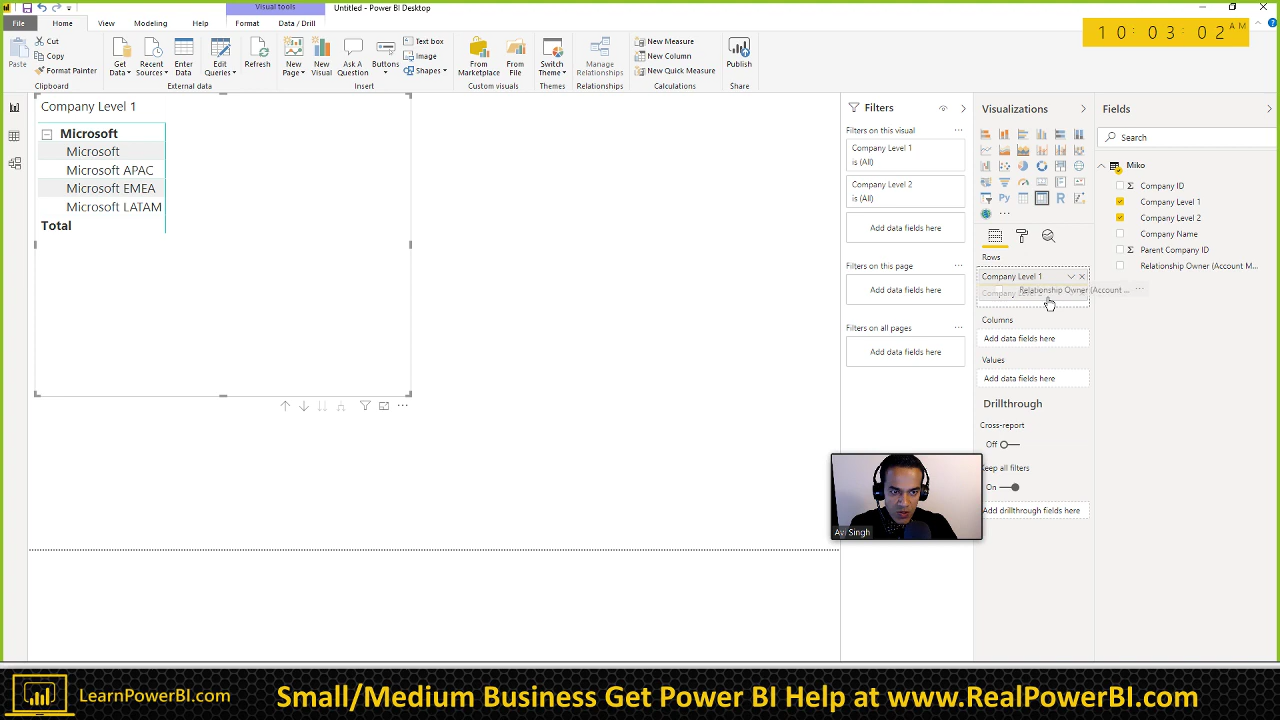 Visual tools
Untitled - Power BI Desktop
File Home View Modeling Help Format Data / Drill
10:03:02 AM
Paste
Cut
Copy
Format Painter
Clipboard
Get Data
Recent Sources
Enter Data
Edit Queries
Refresh
External data
New Page
New Visual
Ask A Question
Buttons
Text box
Image
Shapes
Insert
From Marketplace
From File
Custom visuals
Switch Theme
Themes
Manage Relationships
Relationships
New Measure
New Column
New Quick Measure
Calculations
Publish
Share
Company Level 1
Microsoft
Microsoft
Microsoft APAC
Microsoft EMEA
Microsoft LATAM
Total
Filters
Filters on this visual
Company Level 1
is (All)
Company Level 2
is (All)
Add data fields here
Filters on this page
Add data fields here
Filters on all pages
Add data fields here
Visualizations
Py
R
Rows
Company Level 1
Relationship Owner (Account ...
Columns
Add data fields here
Values
Add data fields here
Drillthrough
Cross-report
Off
Keep all filters
On
Add drillthrough fields here
Fields
Search
Miko
Company ID
Company Level 1
Company Level 2
Company Name
Parent Company ID
Relationship Owner (Account M...
Avi Singh
LearnPowerBI.com
Small/Medium Business Get Power BI Help at www.RealPowerBI.com